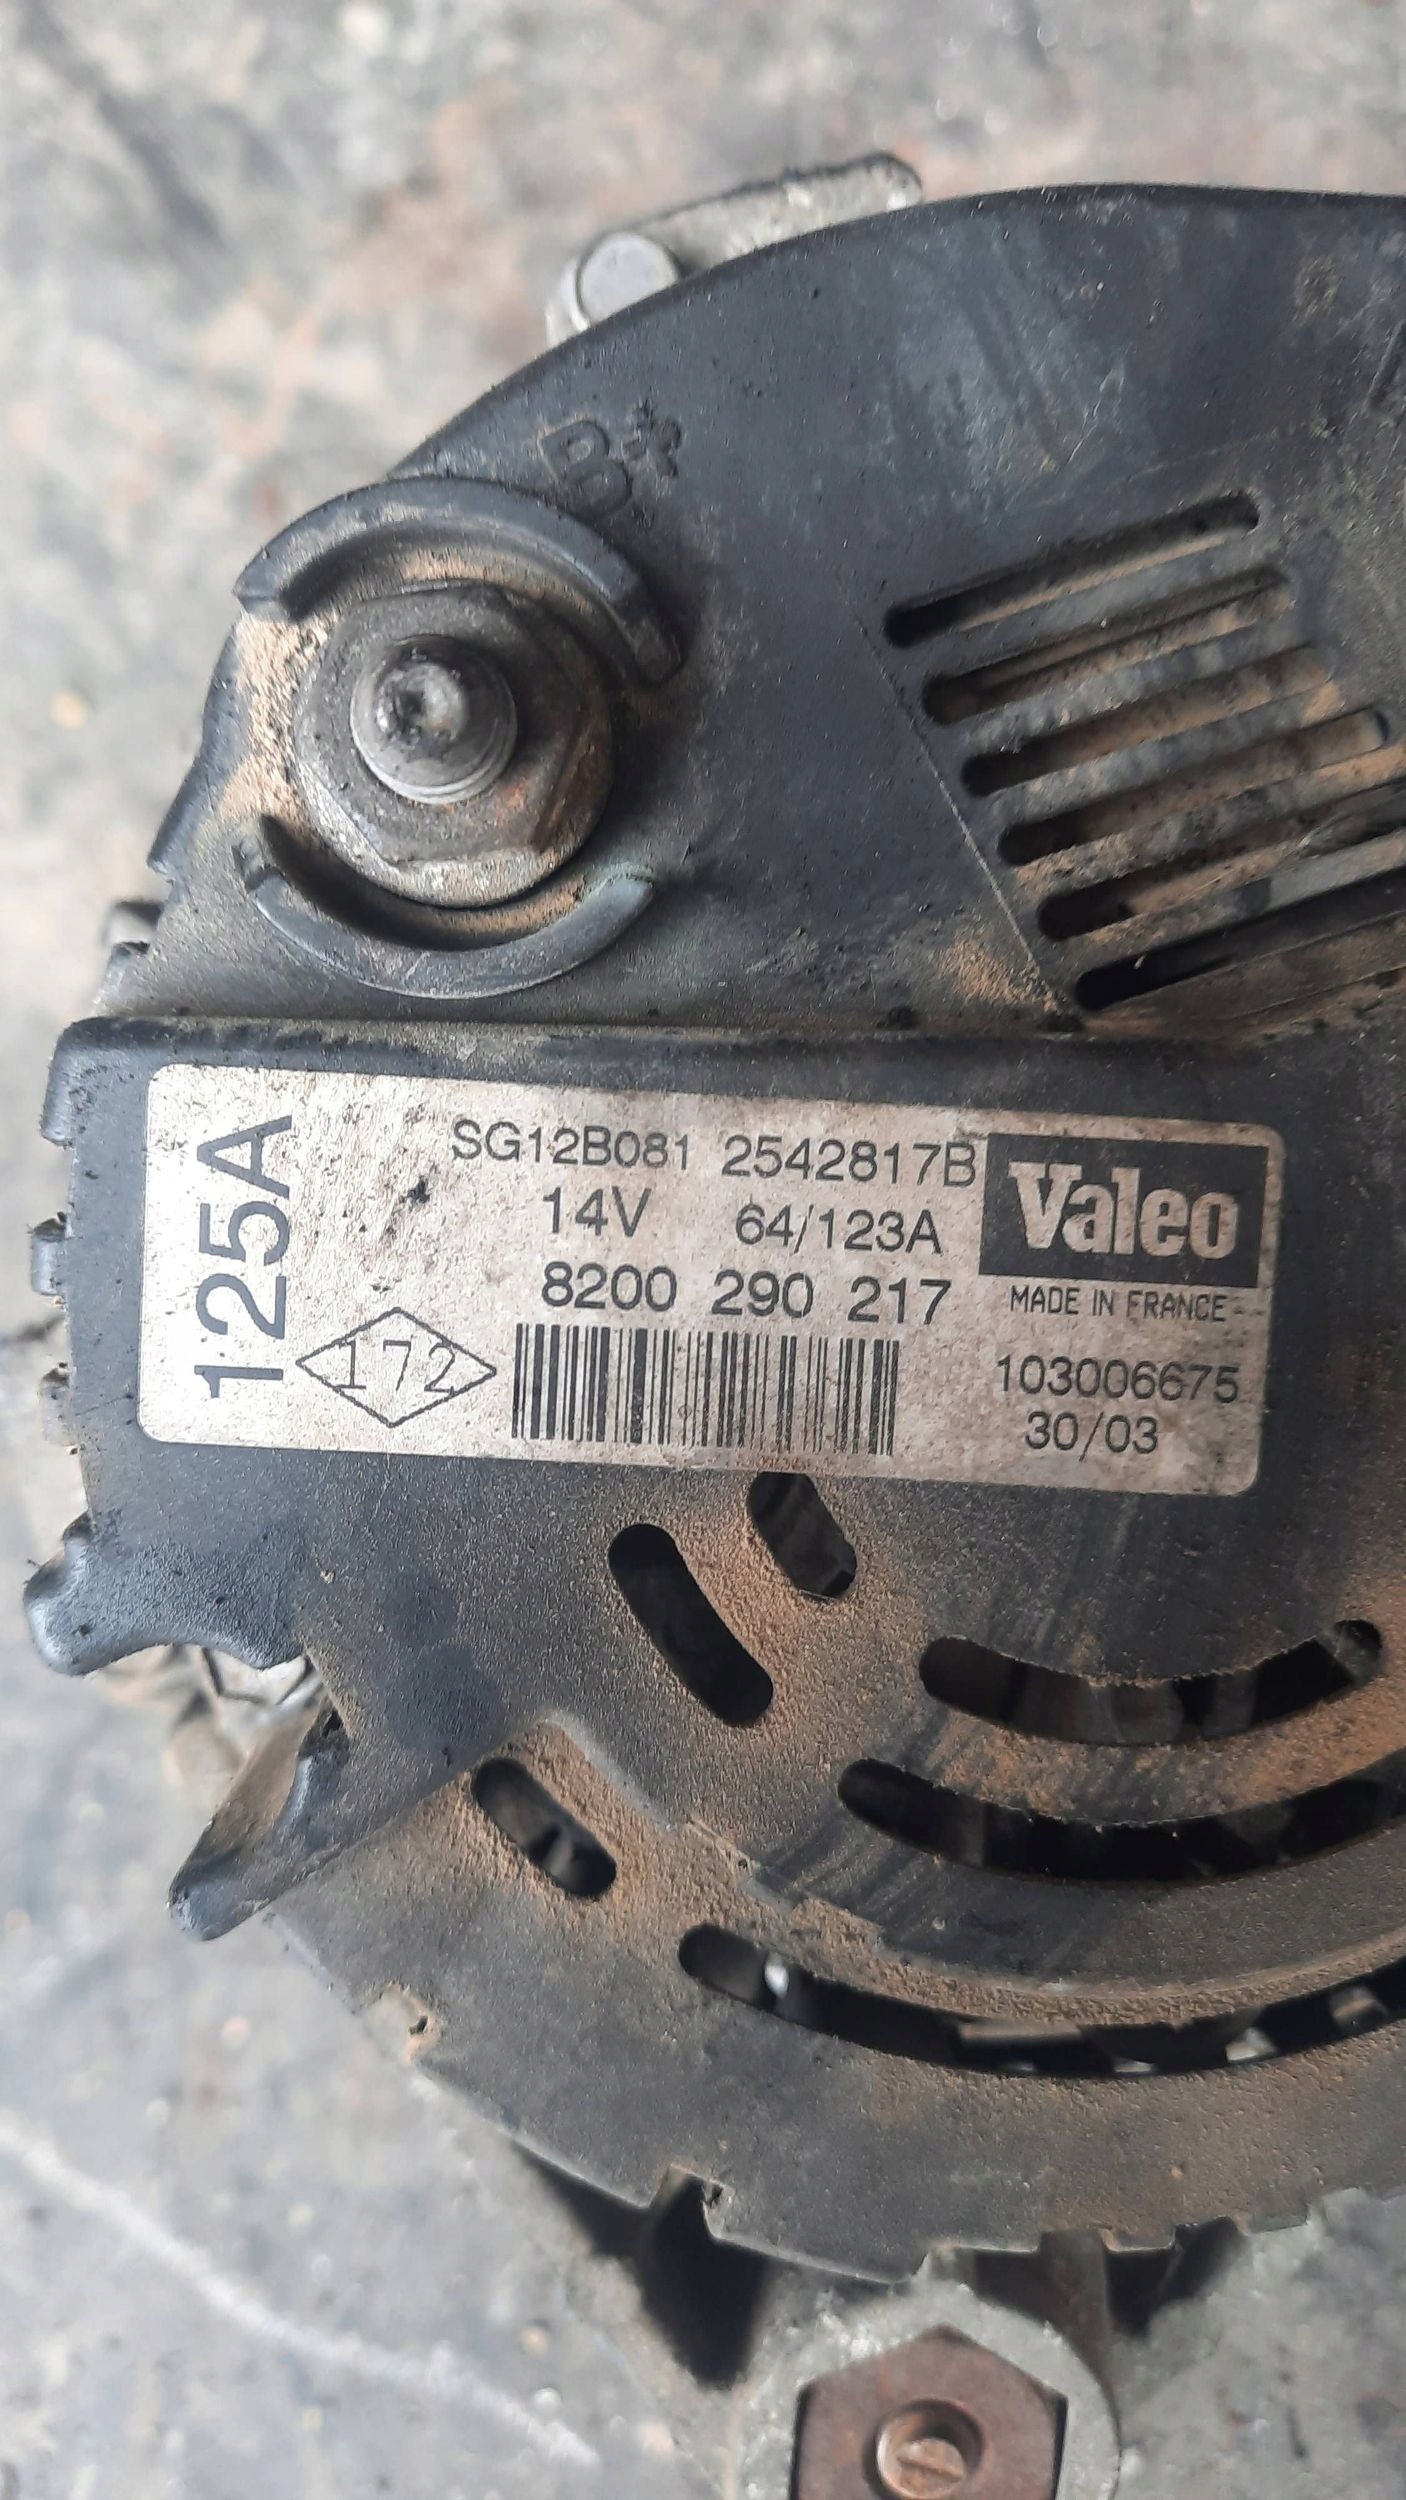 B+
125A
SG12B081 2542817B
14V 64/123A
8200 290 217
172
Valeo
MADE IN FRANCE
103006675
30/03